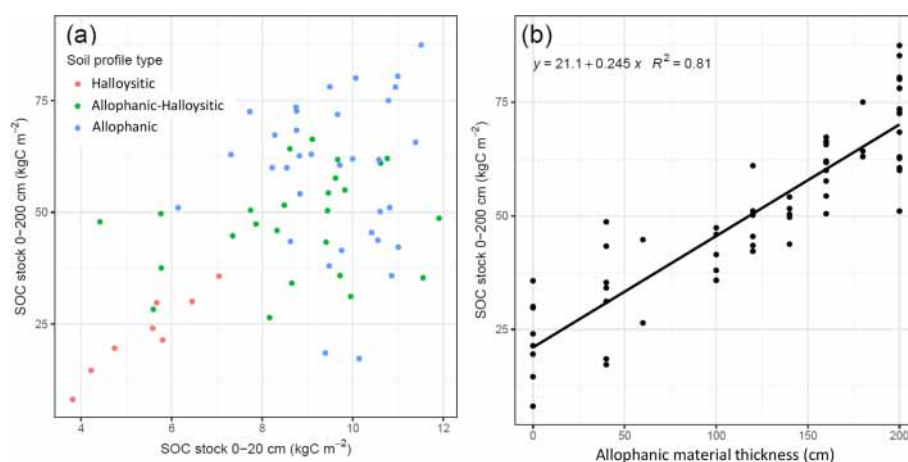 (a)
Soil profile type
Halloysitic
Allophanic-Halloysitic
Allophanic
75
50
25
SOC stock 0−200 cm (kgC m⁻²)
4 6 8 10 12
SOC stock 0−20 cm (kgC m⁻²)
(b)
y = 21.1+0.245 x R² = 0.81
75
50
25
SOC stock 0−200 cm (kgC m⁻²)
0 50 100 150 200
Allophanic material thickness (cm)